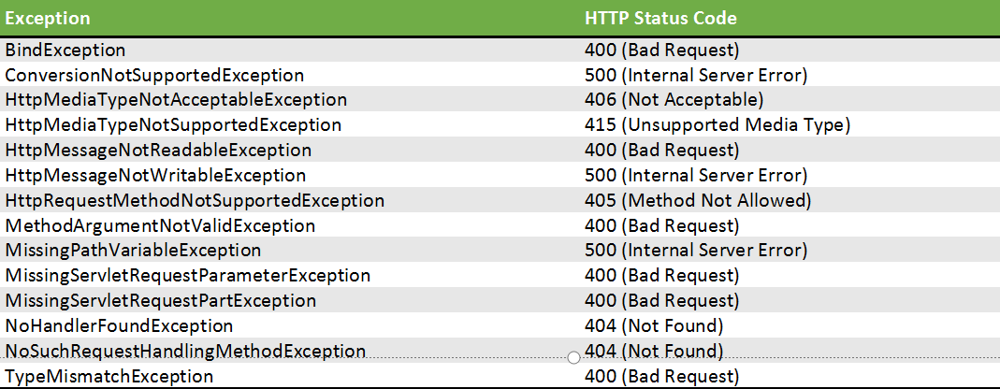 Exception HTTP Status Code
BindException 400 (Bad Request)
ConversionNotSupportedException 500 (Internal Server Error)
HttpMediaTypeNotAcceptableException 406 (Not Acceptable)
HttpMediaTypeNotSupportedException 415 (Unsupported Media Type)
HttpMessageNotReadableException 400 (Bad Request)
HttpMessageNotWritableException 500 (Internal Server Error)
HttpRequestMethodNotSupportedException 405 (Method Not Allowed)
MethodArgumentNotValidException 400 (Bad Request)
MissingPathVariableException 500 (Internal Server Error)
MissingServletRequestParameterException 400 (Bad Request)
MissingServletRequestPartException 400 (Bad Request)
NoHandlerFoundException 404 (Not Found)
NoSuchRequestHandlingMethodException 404 (Not Found)
TypeMismatchException 400 (Bad Request)